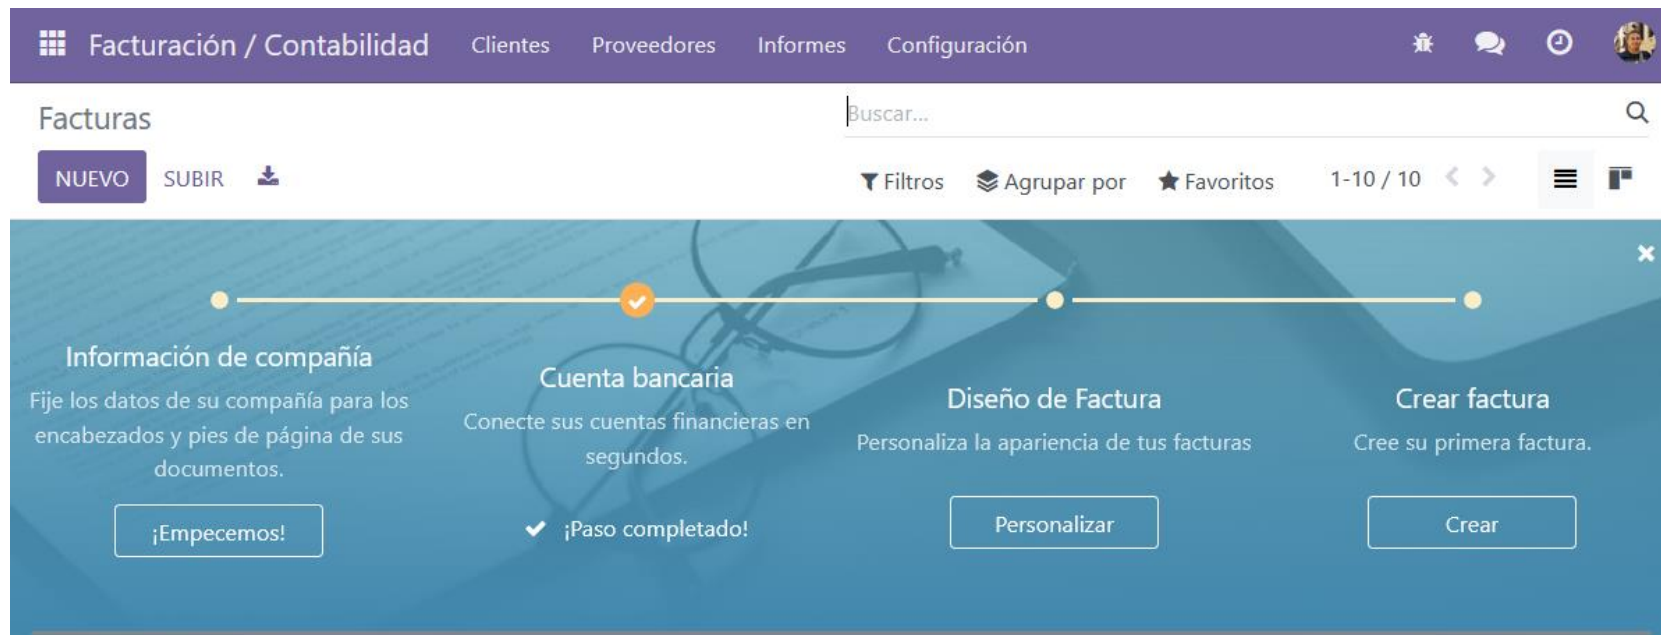 Facturación / Contabilidad Clientes Proveedores Informes Configuración
Facturas
Buscar...
NUEVO SUBIR
Filtros Agrupar por Favoritos 1-10 / 10
Información de compañía
Fije los datos de su compañía para los
encabezados y pies de página de sus
documentos.
¡Empecemos!
Cuenta bancaria
Conecte sus cuentas financieras en
segundos.
¡Paso completado!
Diseño de Factura
Personaliza la apariencia de tus facturas
Personalizar
Crear factura
Cree su primera factura.
Crear